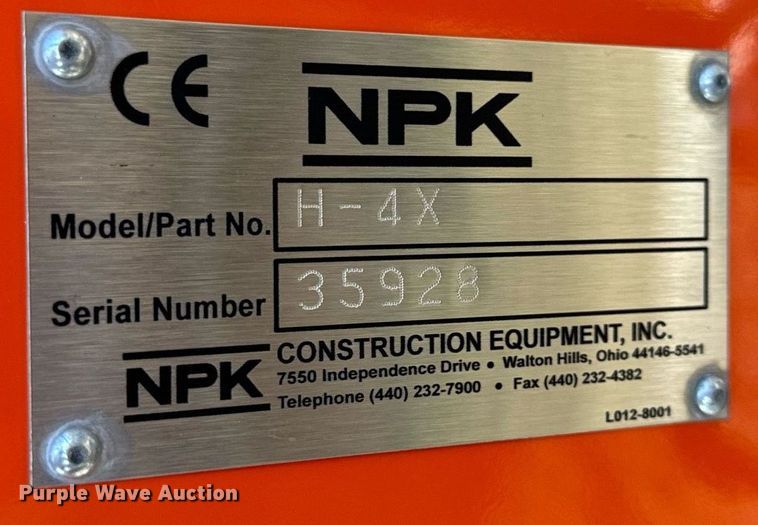 CE NPK
Model/Part No. H-4X
Serial Number 35928
NPK CONSTRUCTION EQUIPMENT, INC.
7550 Independence Drive • Walton Hills, Ohio 44146-5541
Telephone (440) 232-7900 • Fax (440) 232-4382
L012-8001
Purple Wave Auction